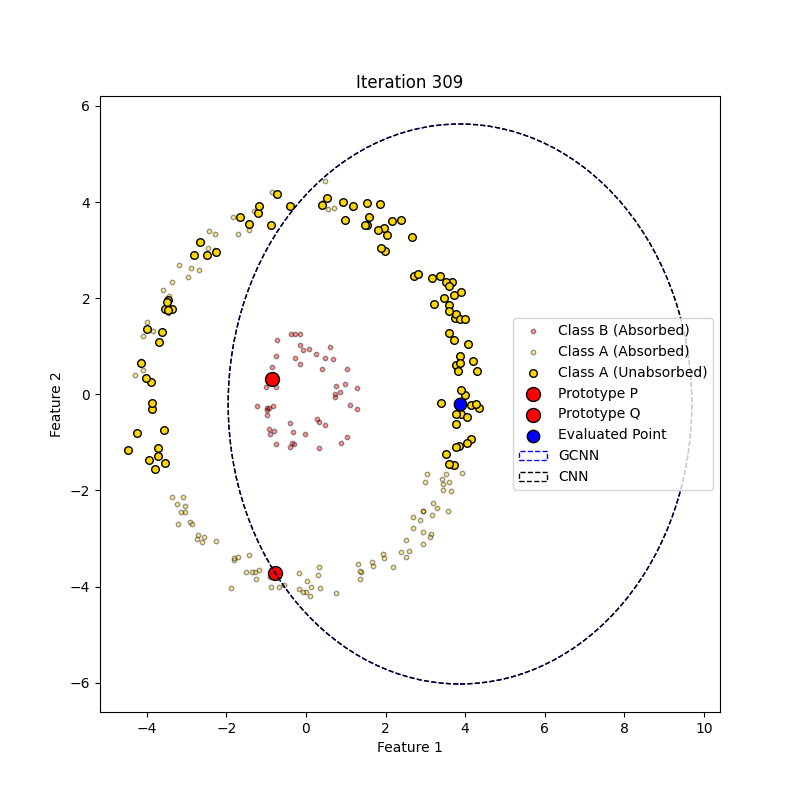 Iteration 309
6
4
2
0
−2
−4
−6
Feature 2
Class B (Absorbed)
Class A (Absorbed)
Class A (Unabsorbed)
Prototype P
Prototype Q
Evaluated Point
GCNN
CNN
−4
−2
0
2
4
6
8
10
Feature 1